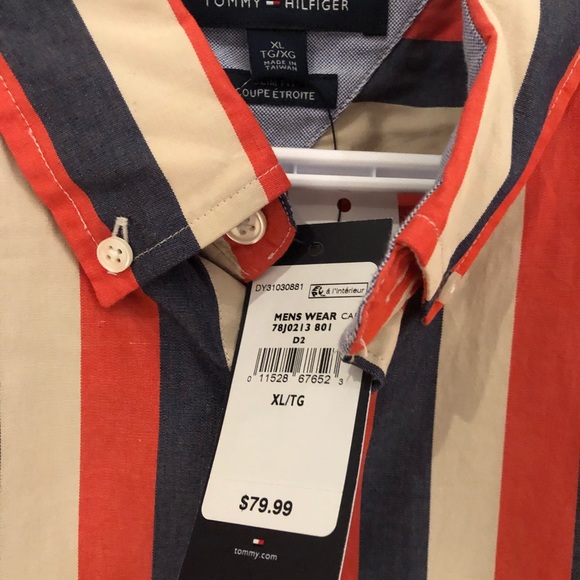 TOMMY HILFIGER
XL
TG/XG
MADE IN
TAIWAN
COUPE ÉTROITE
DY31030881
à l'intérieur
MENS WEAR
78J0213 801
D2
0 11528 67652 3
XL/TG
$79.99
tommy.com